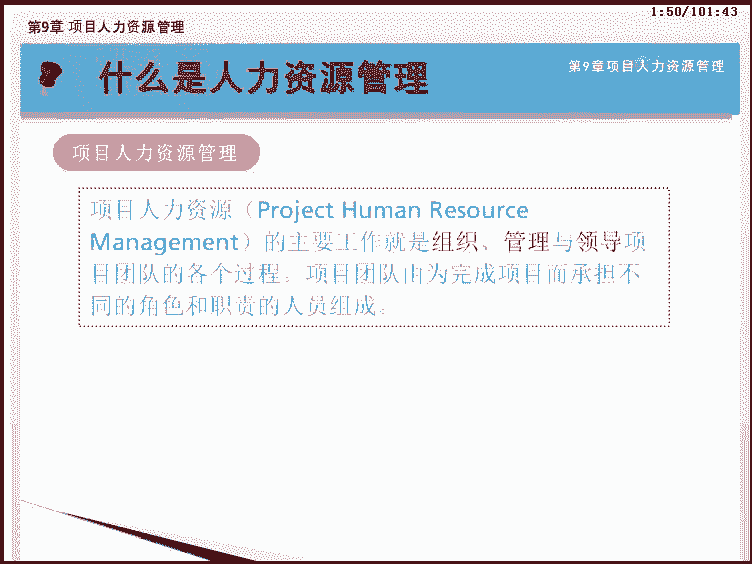 1:50/101:43
第9章 项目人力资源管理
什么是人力资源管理
第9章项目人力资源管理
项目人力资源管理
项目人力资源（Project Human Resource
Management）的主要工作就是组织、管理与领导项
目团队的各个过程。项目团队由为完成项目而承担不
同的角色和职责的人员组成。